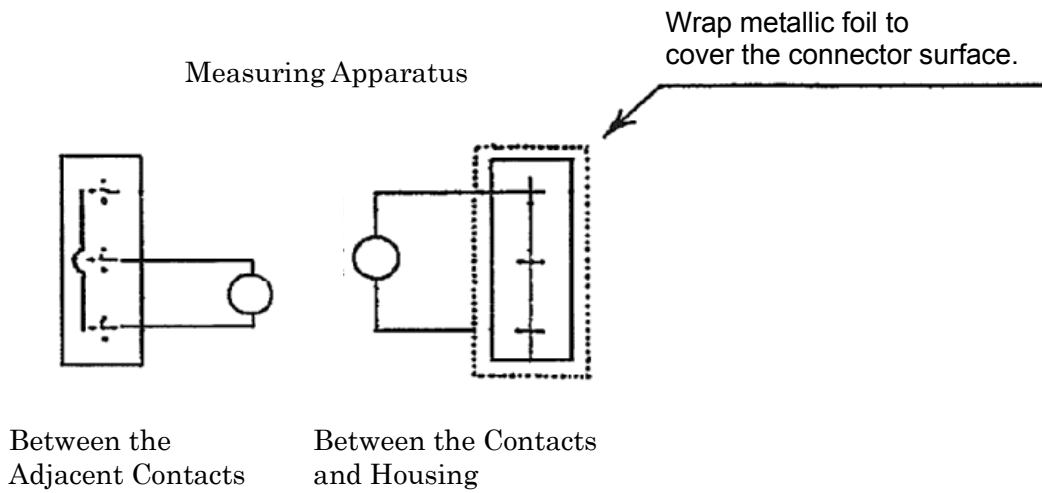 Wrap metallic foil to
cover the connector surface.
Measuring Apparatus
Between the
Adjacent Contacts
Between the Contacts
and Housing